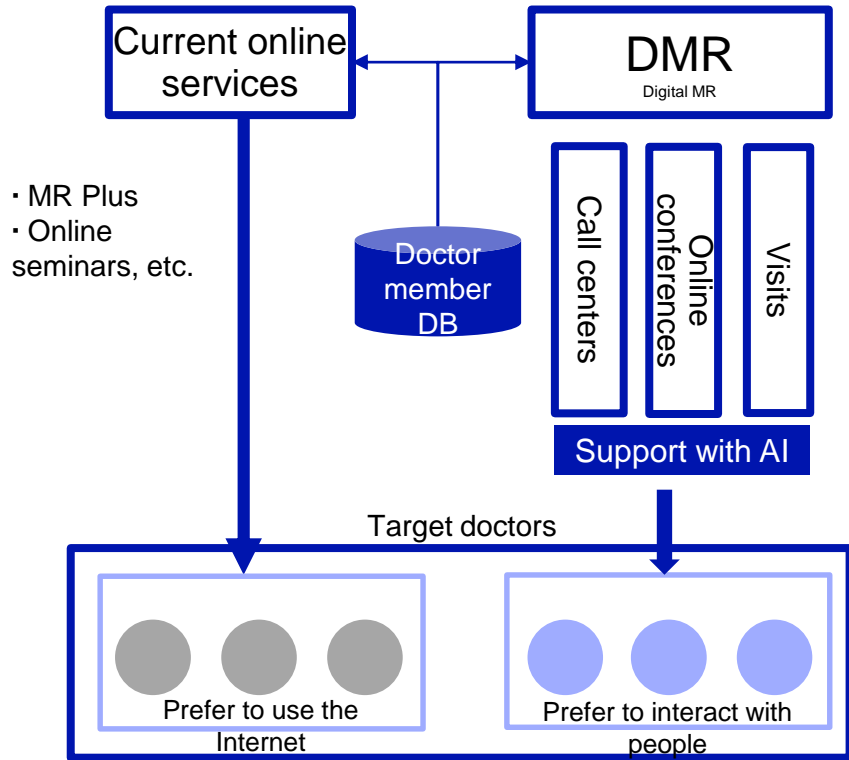 Current online
services
DMR
Digital MR
・MR Plus
・Online
seminars, etc.
Doctor
member
DB
Call centers
Online
conferences
Visits
Support with AI
Target doctors
Prefer to use the
Internet
Prefer to interact with
people